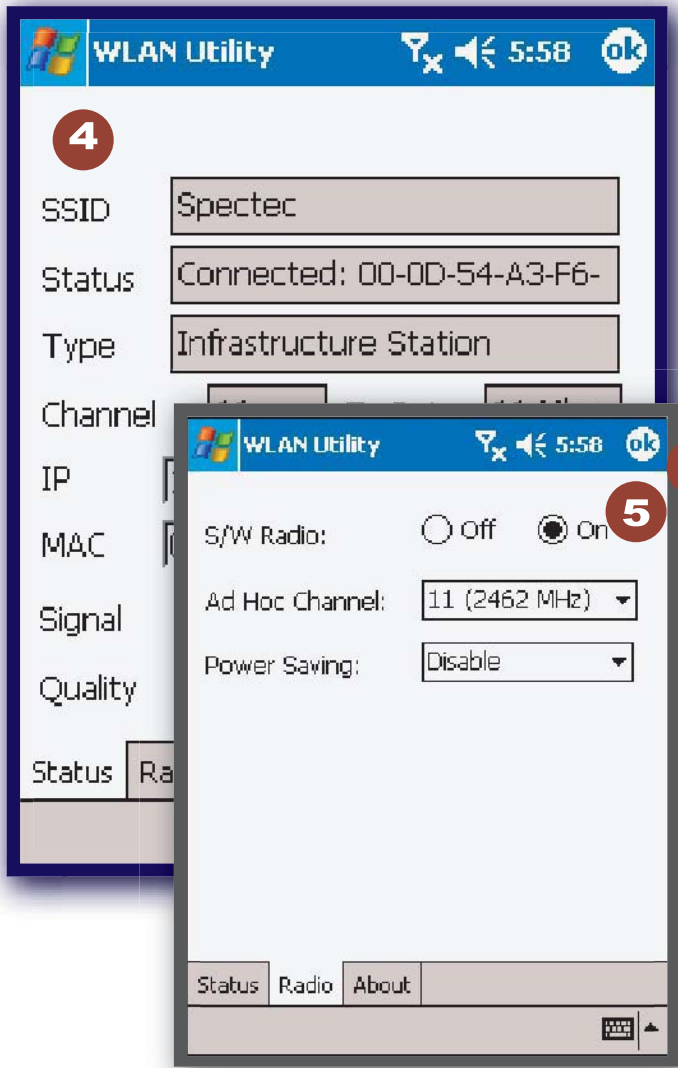 WLAN Utility 5:58 ok
4
SSID Spectec
Status Connected: 00-0D-54-A3-F6-
Type Infrastructure Station
Channel
IP
MAC
Signal
Quality
Status
WLAN Utility 5:58 ok
5
S/W Radio: Off On
Ad Hoc Channel: 11 (2462 MHz)
Power Saving: Disable
Status Radio About